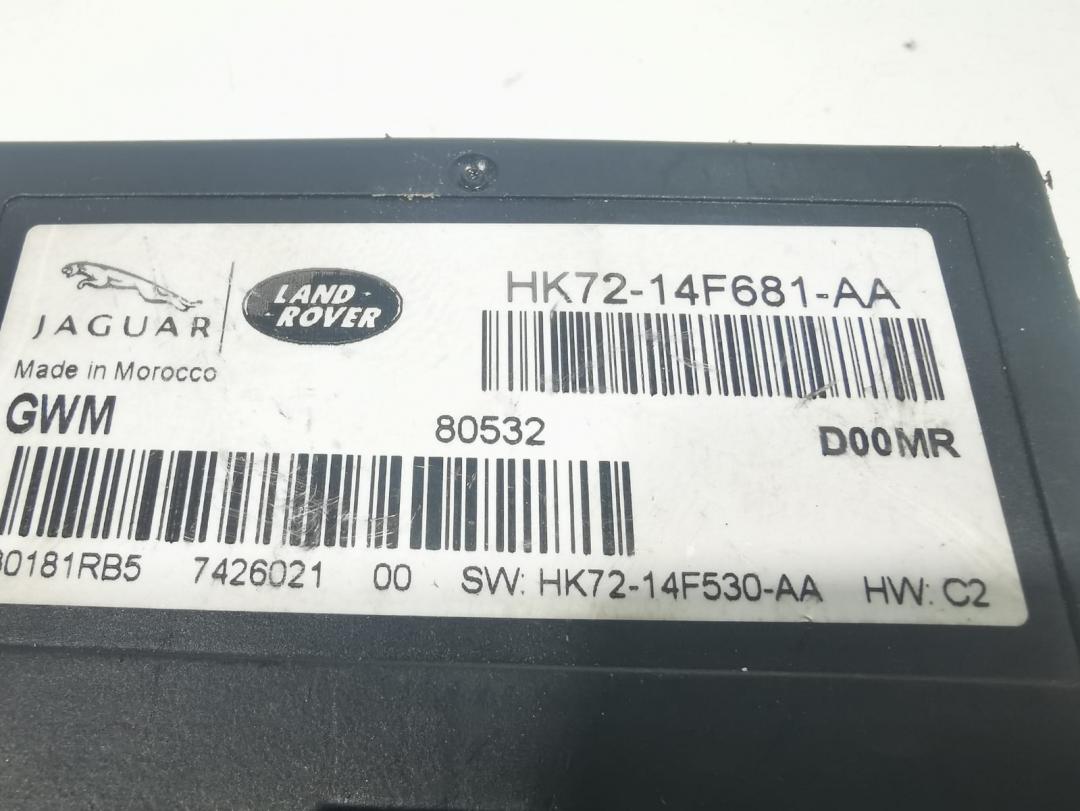 JAGUAR
LAND-
ROVER
HK72-14F681-AA
Made in Morocco
GWM
80532
D00MR
30181RB5 7426021 00 SW: HK72-14F530-AA HW: C2